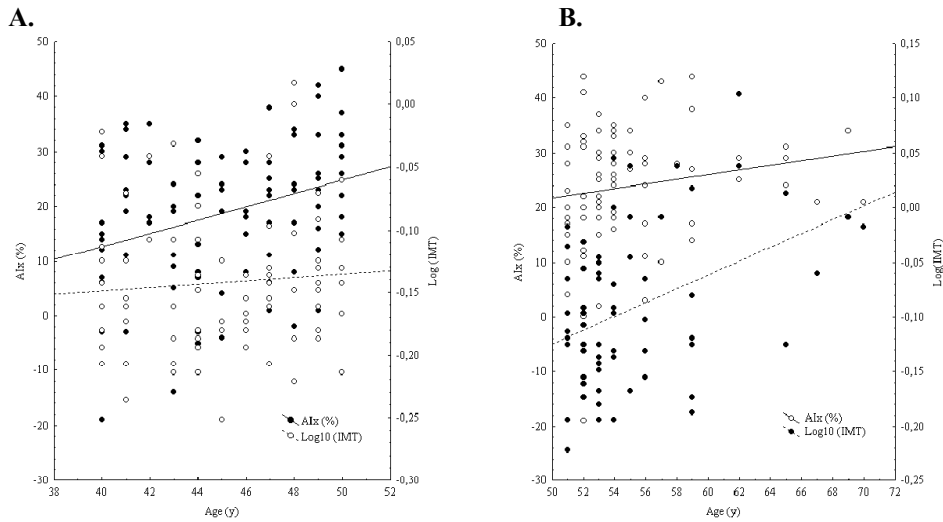 A.
50
40
30
20
10
0
-10
-20
-30
AIx (%)
0,05
0,00
-0,05
-0,10
-0,15
-0,20
-0,25
-0,30
Log (IMT)
AIx (%)
Log10 (IMT)
38 40 42 44 46 48 50 52
Age (y)
B.
50
40
30
20
10
0
-10
-20
-30
AIx (%)
0,15
0,10
0,05
0,00
-0,05
-0,10
-0,15
-0,20
-0,25
Log(IMT)
AIx (%)
Log10 (IMT)
50 52 54 56 58 60 62 64 66 68 70 72
Age (y)